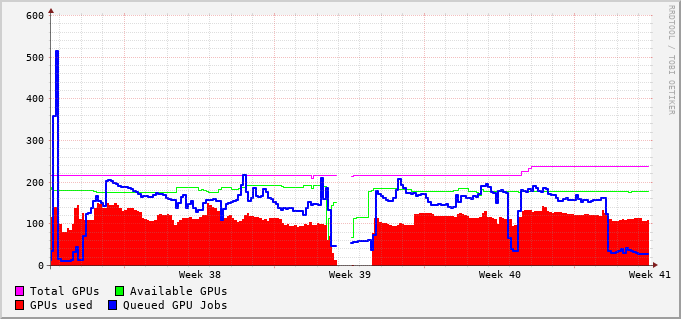 600
500
400
300
200
100
0
Week 38 Week 39 Week 40 Week 41
Total GPUs Available GPUs
GPUs used Queued GPU Jobs
RRDTOOL / TOBI OETIKER